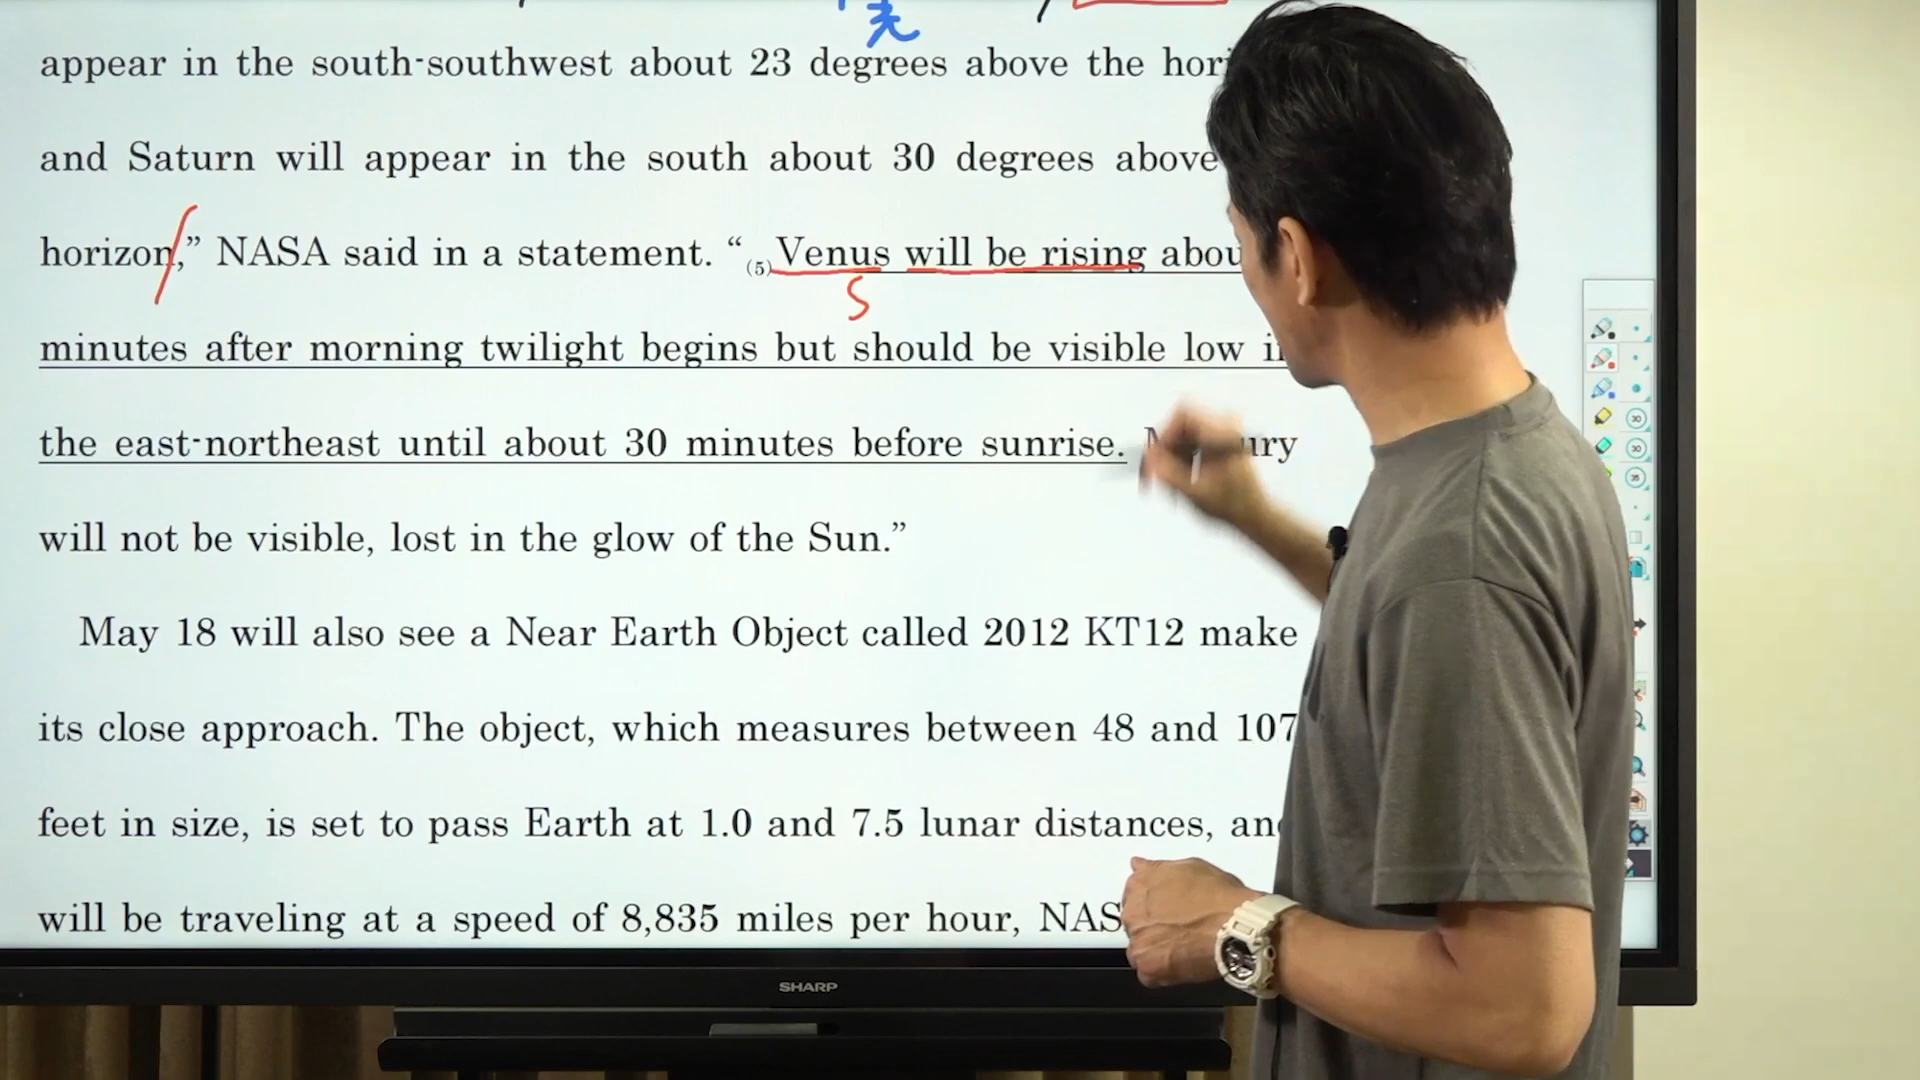 appear in the south-southwest about 23 degrees above the
and Saturn will appear in the south about 30 degrees above
horizon,” NASA said in a statement. “(5)Venus will be rising
S
minutes after morning twilight begins but should be visible low
the east-northeast until about 30 minutes before sunrise.
will not be visible, lost in the glow of the Sun.”
May 18 will also see a Near Earth Object called 2012 KT12 make
its close approach. The object, which measures between 48 and 107
feet in size, is set to pass Earth at 1.0 and 7.5 lunar distances,
will be traveling at a speed of 8,835 miles per hour,
SHARP